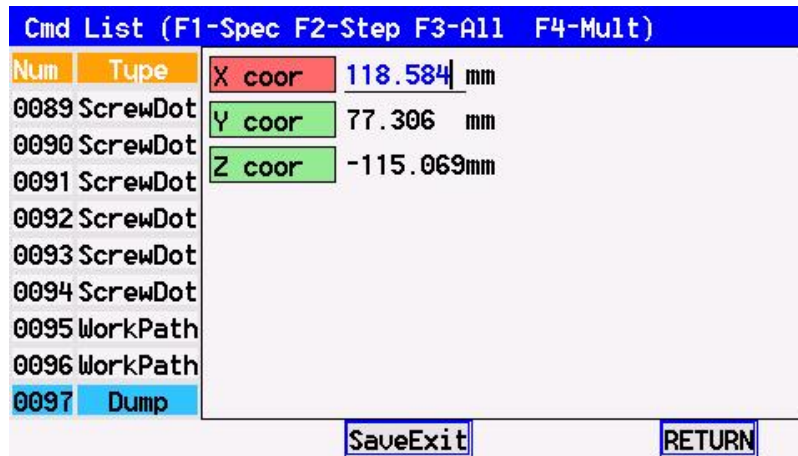 Cmd List (F1-Spec F2-Step F3-All F4-Mult)
Num Type
X coor 118.584 mm
0089 ScrewDot
Y coor 77.306 mm
0090 ScrewDot
Z coor -115.069mm
0091 ScrewDot
0092 ScrewDot
0093 ScrewDot
0094 ScrewDot
0095 WorkPath
0096 WorkPath
0097 Dump
SaveExit RETURN